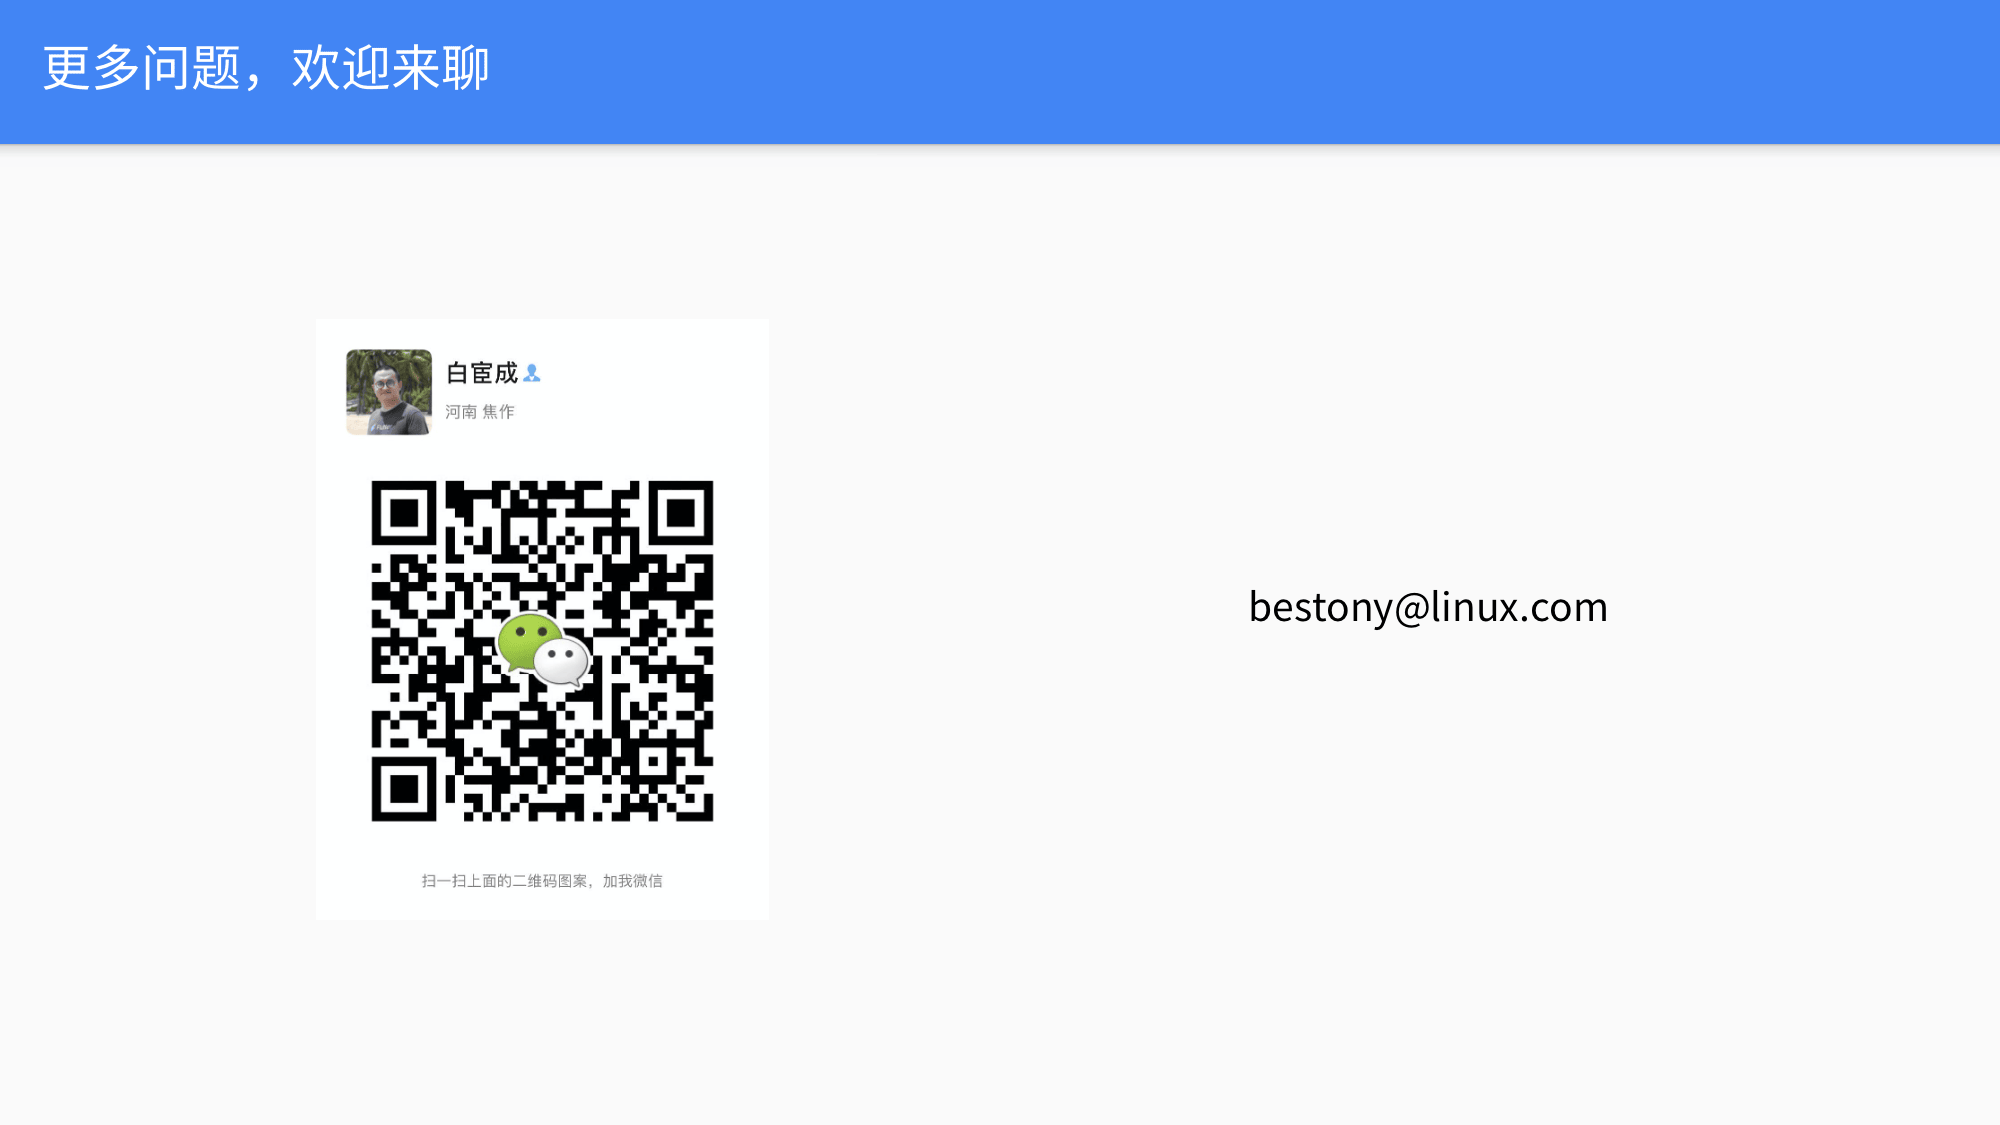 更多问题，欢迎来聊
白宦成
河南 焦作
扫一扫上面的二维码图案，加我微信
bestony@linux.com